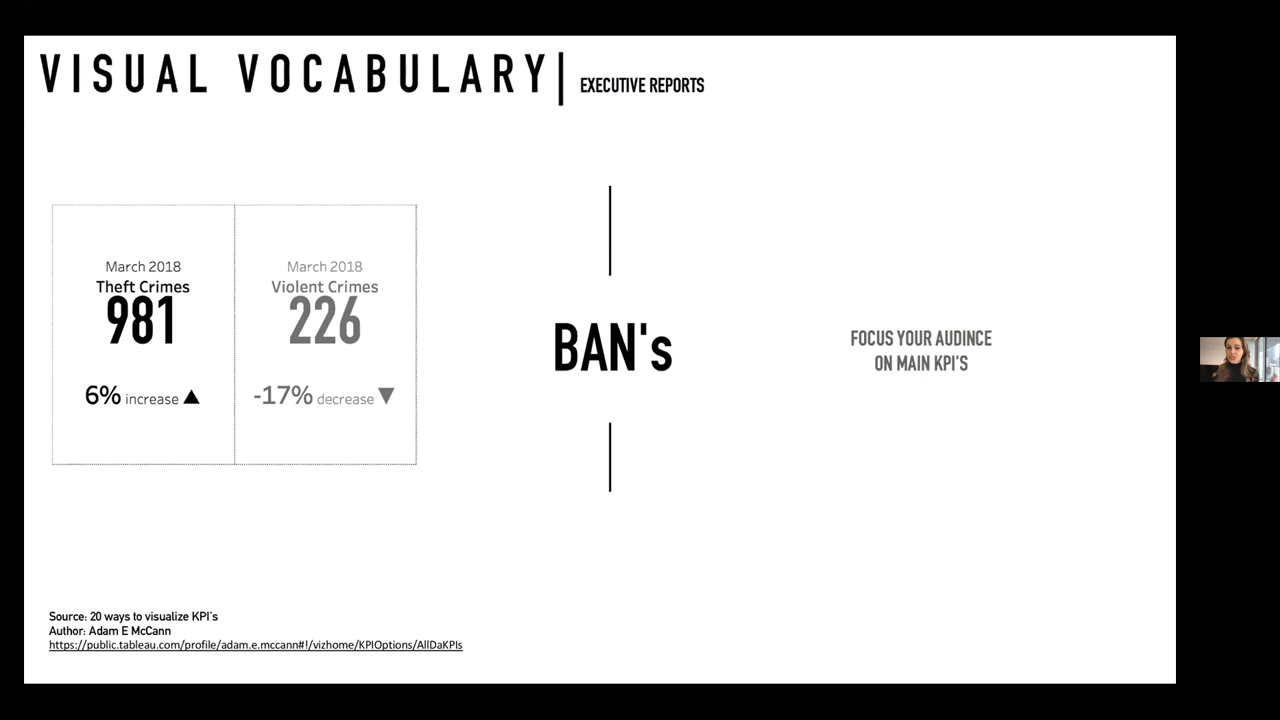 VISUAL VOCABULARY| EXECUTIVE REPORTS
March 2018
Theft Crimes
981
6% increase ▲
March 2018
Violent Crimes
226
-17% decrease ▼
BAN's
FOCUS YOUR AUDINCE
ON MAIN KPI'S
Source: 20 ways to visualize KPI's
Author: Adam E McCann
https://public.tableau.com/profile/adam.e.mccann#!/vizhome/KPIOptions/AllDaKPIs